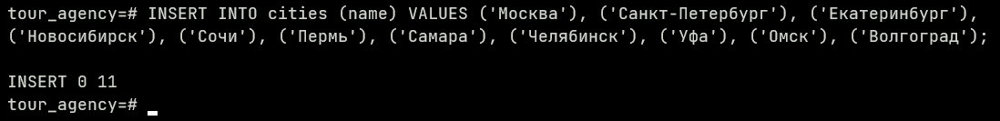 tour_agency=# INSERT INTO cities (name) VALUES ('Москва'), ('Санкт-Петербург'), ('Екатеринбург'),
('Новосибирск'), ('Сочи'), ('Пермь'), ('Самара'), ('Челябинск'), ('Уфа'), ('Омск'), ('Волгоград');
INSERT 0 11
tour_agency=#